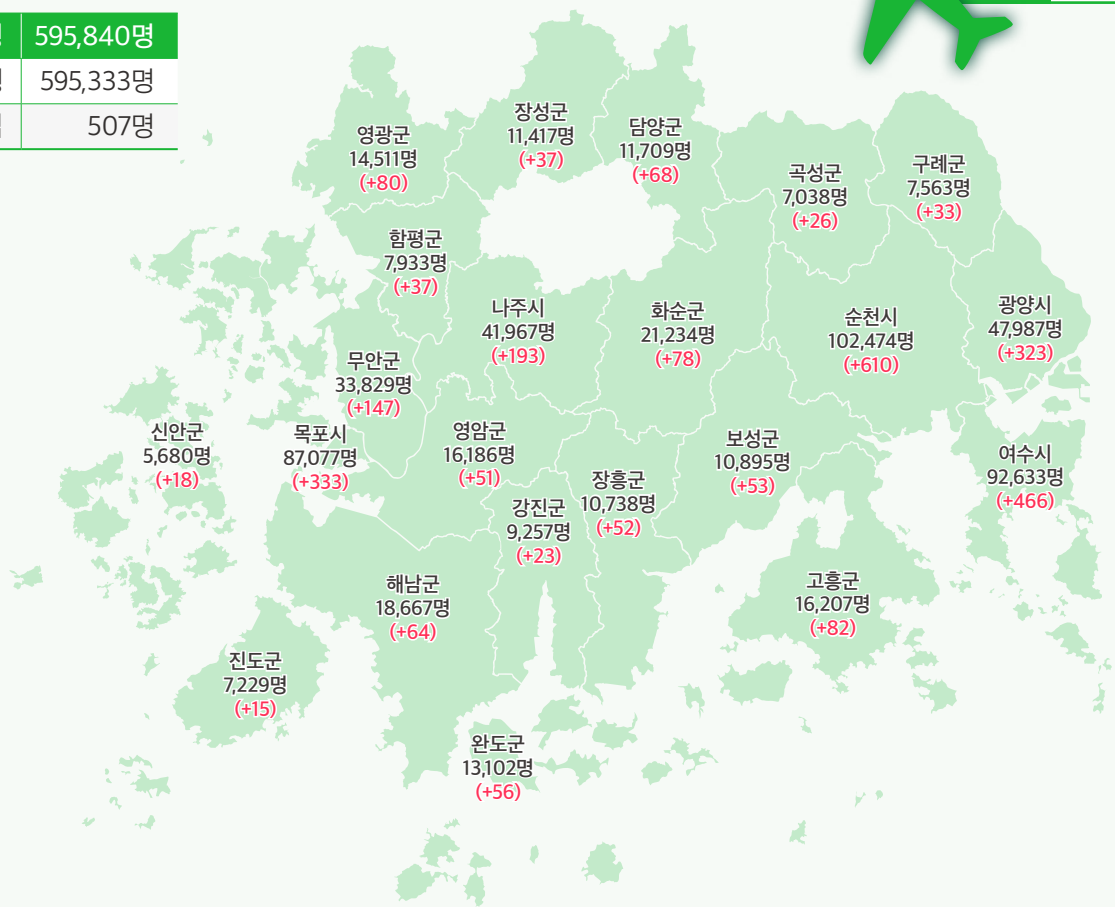 595,840명
595,333명
507명
장성군
11,417명
(+37)
담양군
11,709명
(+68)
영광군
14,511명
(+80)
곡성군
7,038명
(+26)
구례군
7,563명
(+33)
함평군
7,933명
(+37)
나주시
41,967명
(+193)
화순군
21,234명
(+78)
순천시
102,474명
(+610)
광양시
47,987명
(+323)
무안군
33,829명
(+147)
신안군
5,680명
(+18)
목포시
87,077명
(+333)
영암군
16,186명
(+51)
보성군
10,895명
(+53)
여수시
92,633명
(+466)
장흥군
10,738명
(+52)
강진군
9,257명
(+23)
해남군
18,667명
(+64)
고흥군
16,207명
(+82)
진도군
7,229명
(+15)
완도군
13,102명
(+56)